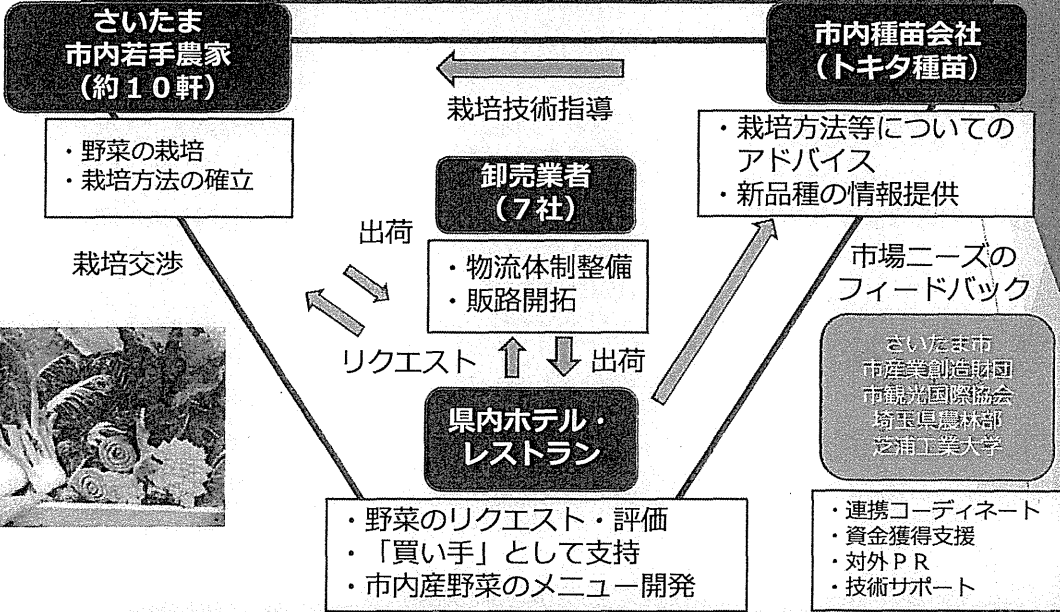 さいたま
市内若手農家
(約１０軒)
・野菜の栽培
・栽培方法の確立
市内種苗会社
(トキタ種苗)
・栽培方法等についての
アドバイス
・新品種の情報提供
栽培技術指導
卸売業者
(７社)
・物流体制整備
・販路開拓
出荷
栽培交渉
リクエスト
出荷
市場ニーズの
フィードバック
県内ホテル・
レストラン
・野菜のリクエスト・評価
・「買い手」として支持
・市内産野菜のメニュー開発
さいたま市
市産業創造財団
市観光国際協会
埼玉県農林部
芝浦工業大学
・連携コーディネート
・資金獲得支援
・対外ＰＲ
・技術サポート